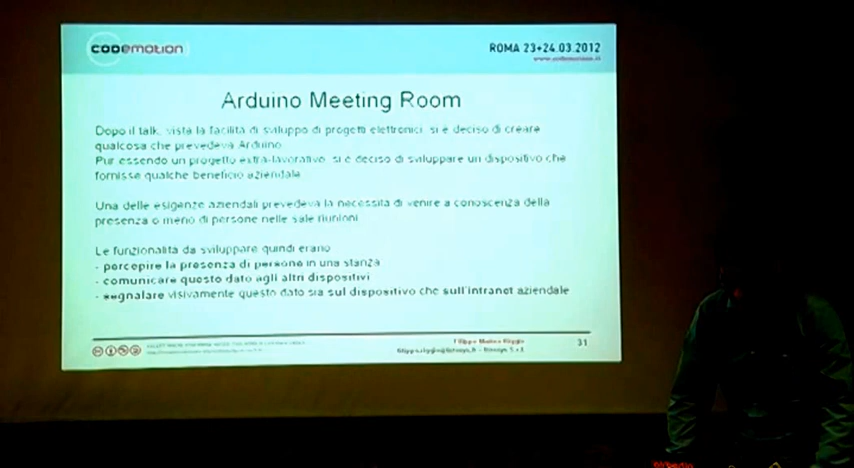 CODEMOTION
ROMA 23+24.03.2012
www.codemotion.it
Arduino Meeting Room
Dopo il talk, vista la facilità di sviluppo di progetti elettronici, si è deciso di creare
qualcosa che prevedeva Arduino.
Pur essendo un progetto extra-lavorativo, si è deciso di sviluppare un dispositivo che
fornisse qualche beneficio aziendale.
Una delle esigenze aziendali prevedeva la necessità di venire a conoscenza della
presenza o meno di persone nelle sale riunioni.
Le funzionalità da sviluppare quindi erano
- percepire la presenza di persone in una stanza
- comunicare questo dato agli altri dispositivi
- segnalare visivamente questo dato sia sul dispositivo che sull'intranet aziendale
31